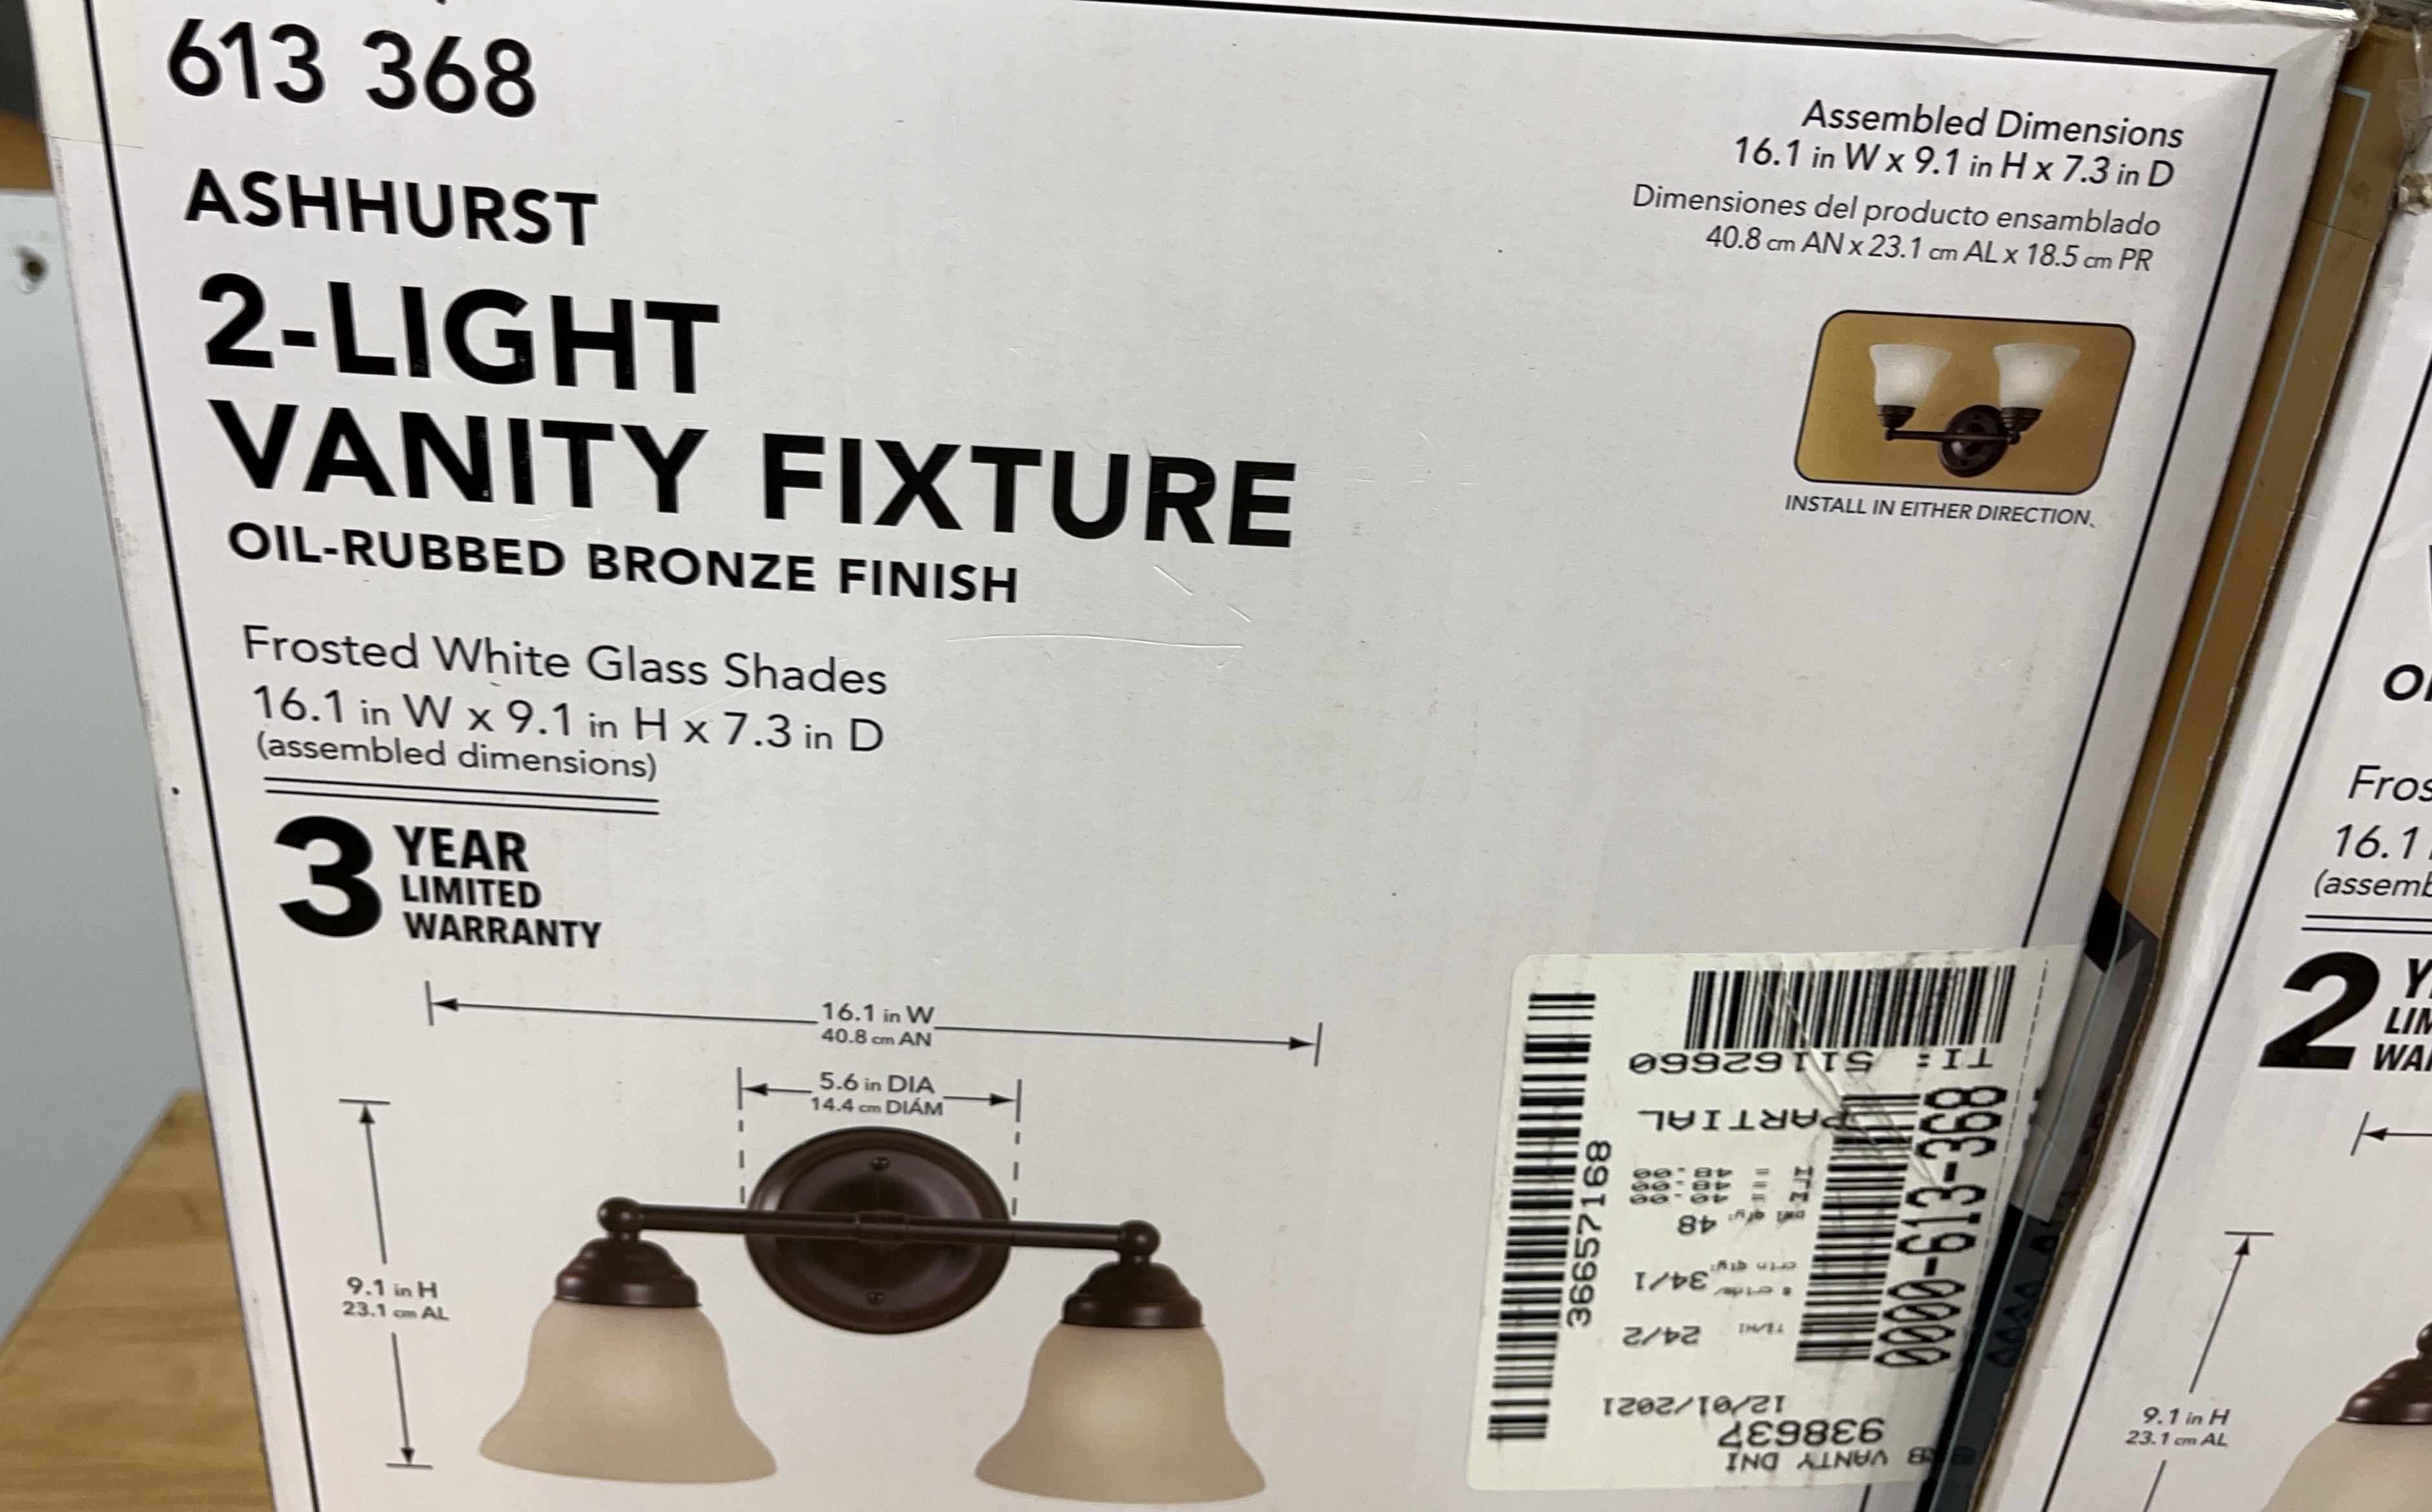 613 368
ASHHURST
2-LIGHT
VANITY FIXTURE
OIL-RUBBED BRONZE FINISH
Frosted White Glass Shades
16.1 in W x 9.1 in H x 7.3 in D
(assembled dimensions)
3 YEAR
LIMITED
WARRANTY
Assembled Dimensions
16.1 in W x 9.1 in H x 7.3 in D
Dimensiones del producto ensamblado
40.8 cm AN x 23.1 cm AL x 18.5 cm PR
INSTALL IN EITHER DIRECTION.
16.1 in W
40.8 cm AN
5.6 in DIA
14.4 cm DIÁM
9.1 in H
23.1 cm AL
VANTY DNI
938637
12/01/2021
24/2
34/1
48
PARTIAL
TI: 51162660
0000-613-368
366657168
16.1
2
9.1 in H
23.1 cm AL